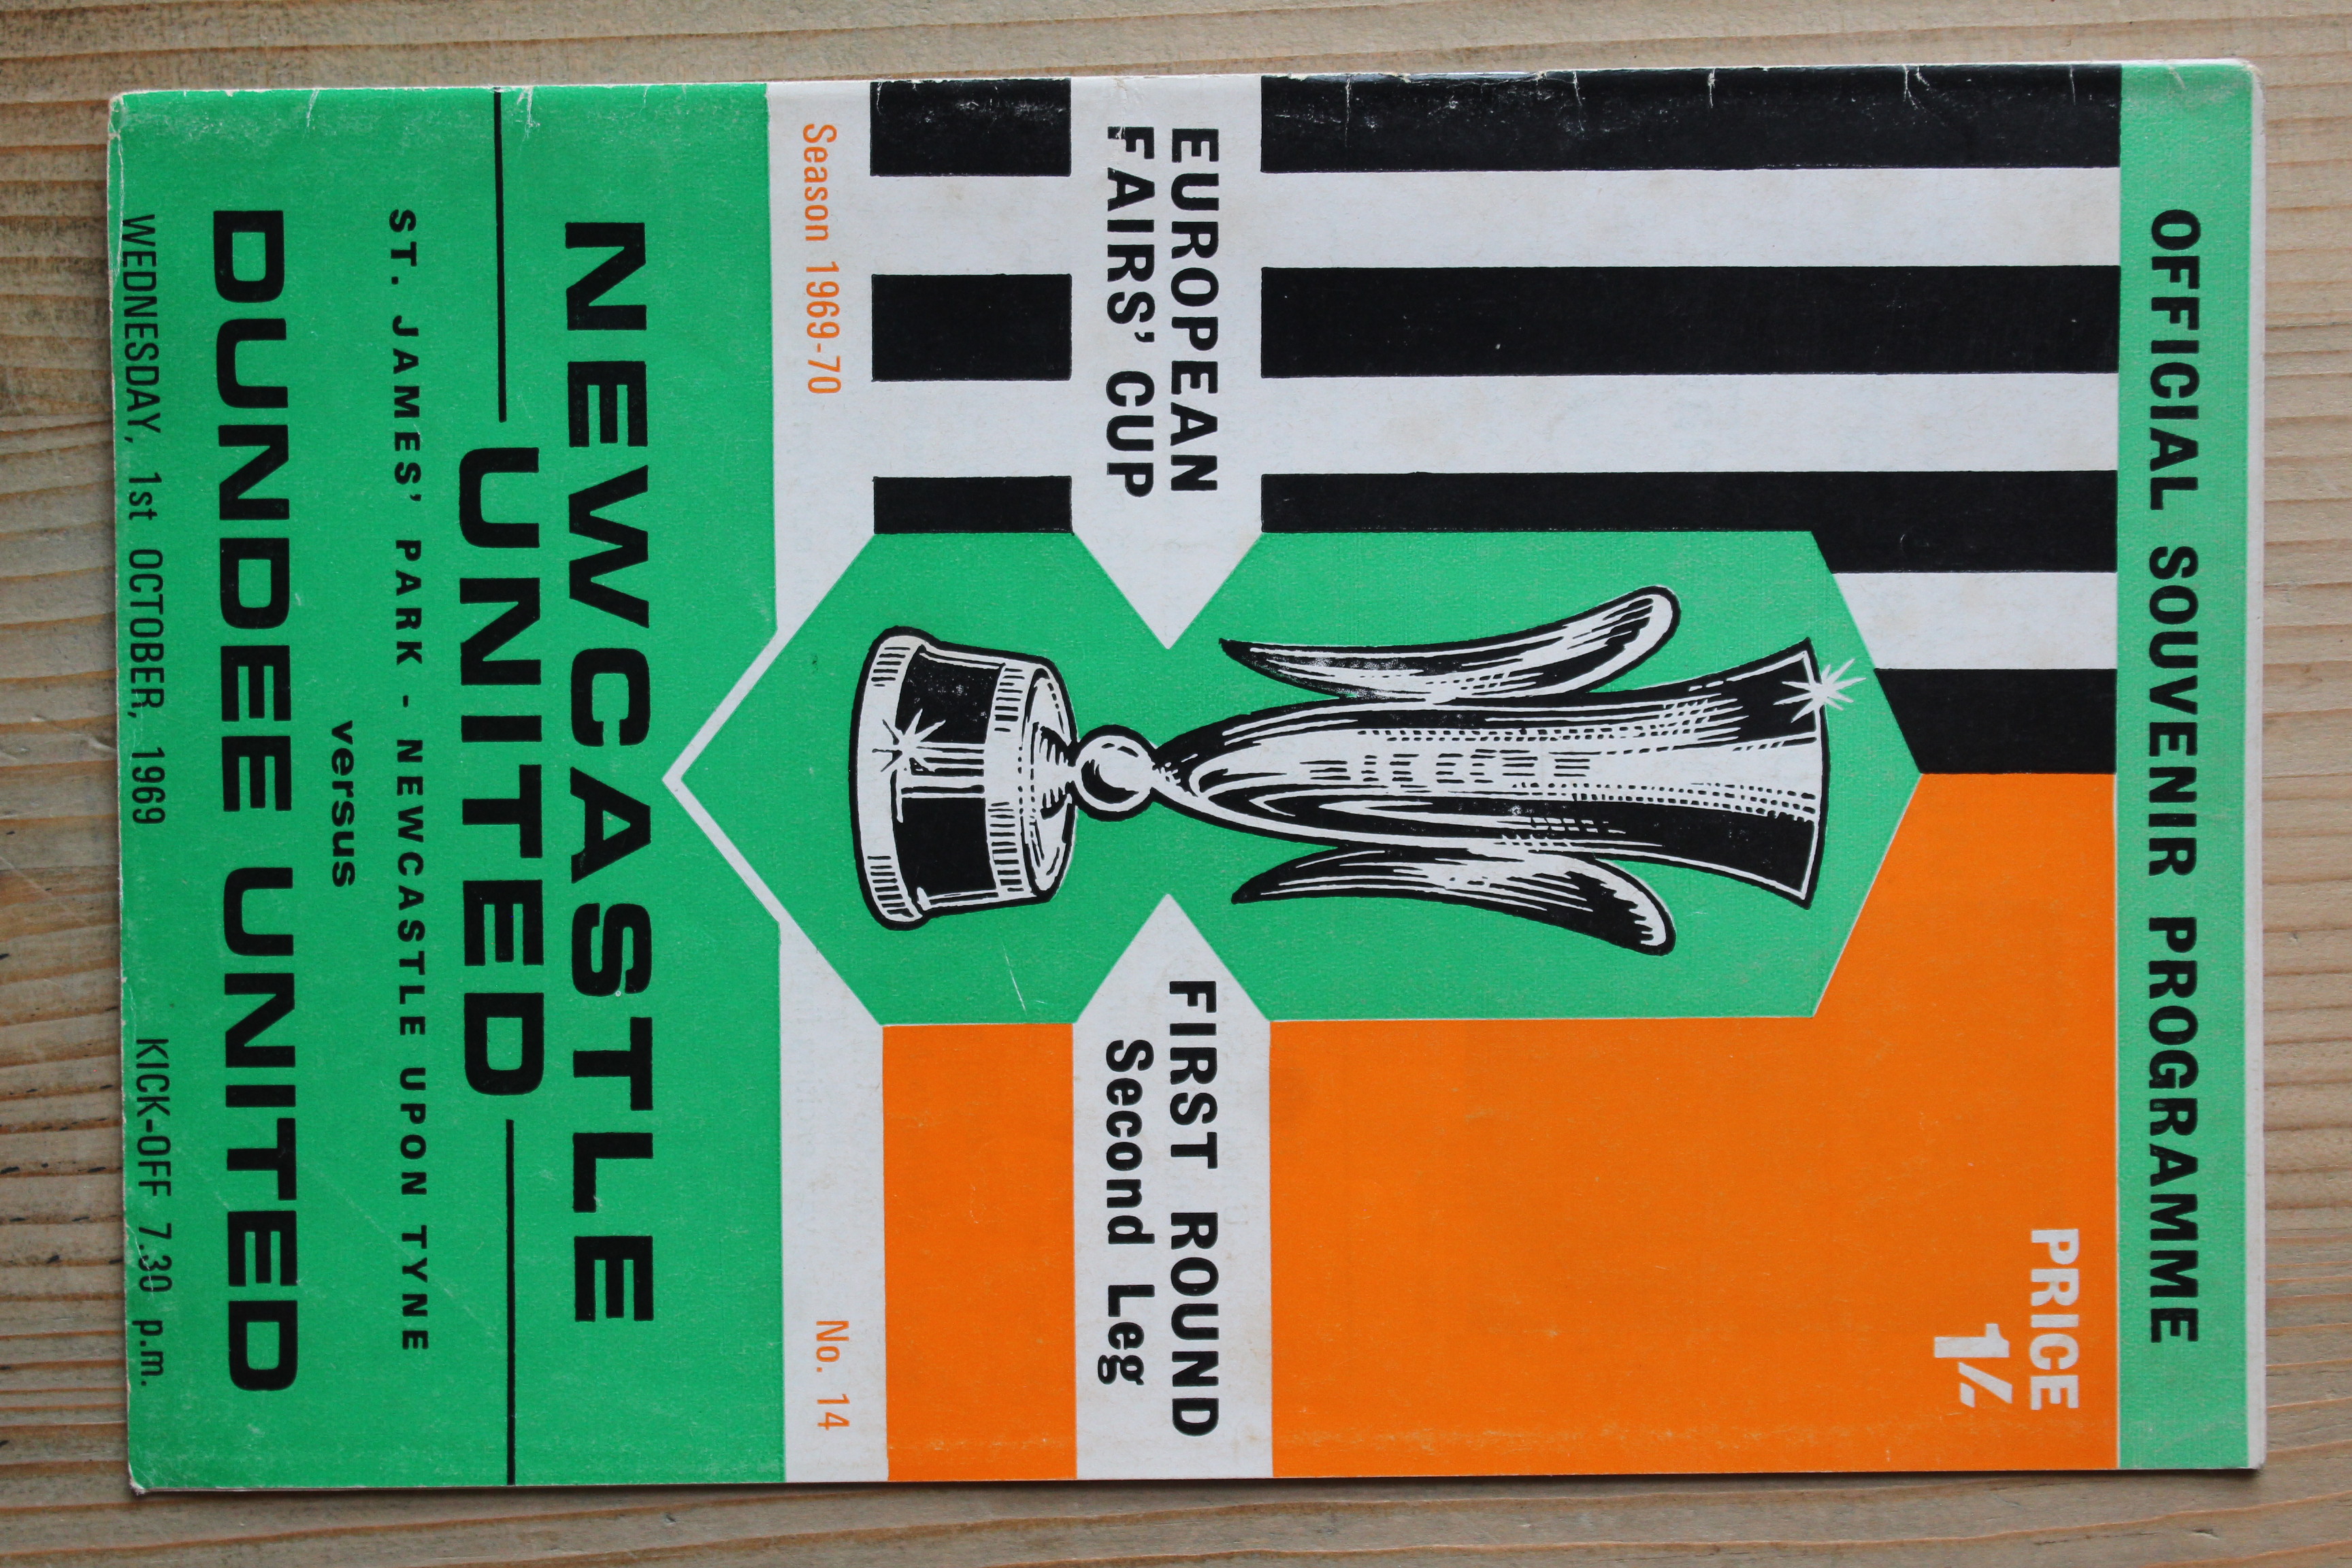 OFFICIAL SOUVENIR PROGRAMME
PRICE
1/-
EUROPEAN
FAIRS' CUP
FIRST ROUND
Second Leg
Season 1969-70
No. 14
NEWCASTLE
UNITED
ST. JAMES' PARK - NEWCASTLE UPON TYNE
versus
DUNDEE UNITED
WEDNESDAY, 1st OCTOBER, 1969 KICK-OFF 7.30 p.m.